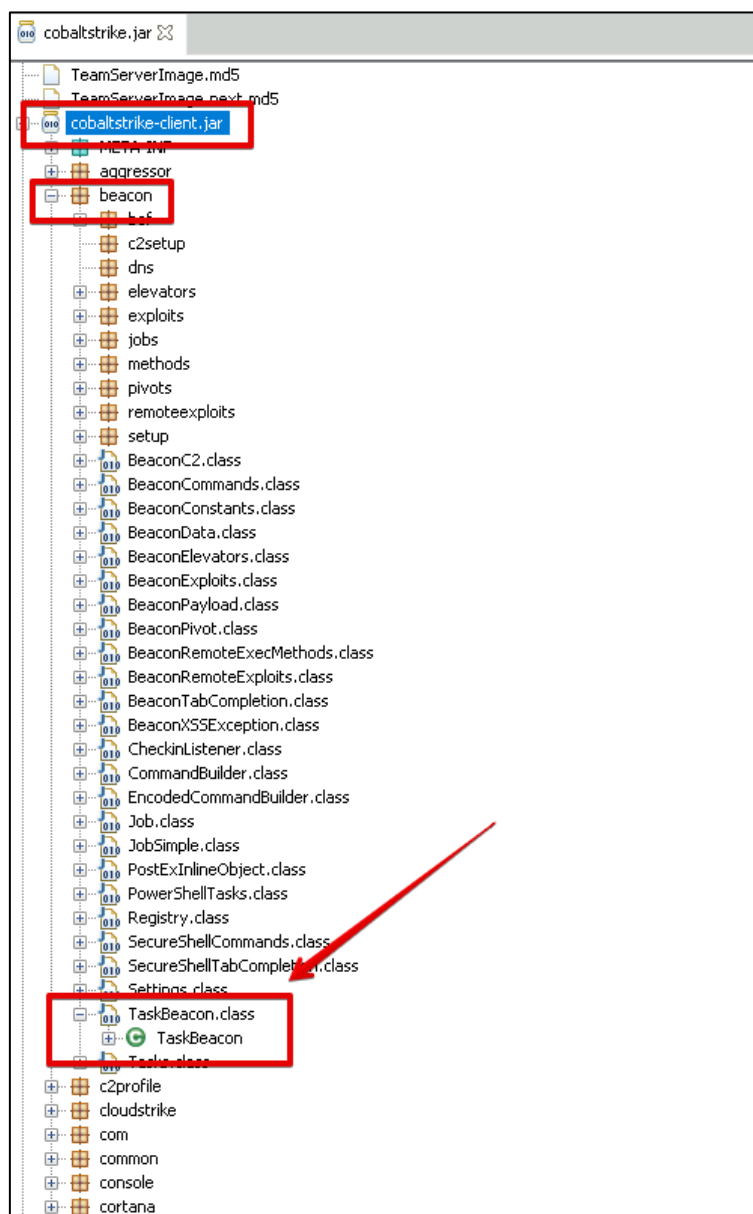 cobaltstrike.jar
TeamServerImage.md5
TeamServerImage.next.md5
cobaltstrike-client.jar
META-INF
aggressor
beacon
bof
c2setup
dns
elevators
exploits
jobs
methods
pivots
remoteexploits
setup
BeaconC2.class
BeaconCommands.class
BeaconConstants.class
BeaconData.class
BeaconElevators.class
BeaconExploits.class
BeaconPayload.class
BeaconPivot.class
BeaconRemoteExecMethods.class
BeaconRemoteExploits.class
BeaconTabCompletion.class
BeaconXSSException.class
CheckinListener.class
CommandBuilder.class
EncodedCommandBuilder.class
Job.class
JobSimple.class
PostExInlineObject.class
PowerShellTasks.class
Registry.class
SecureShellCommands.class
SecureShellTabCompletion.class
Settings.class
TaskBeacon.class
TaskBeacon
Tasks.class
c2profile
cloudstrike
com
common
console
cortana